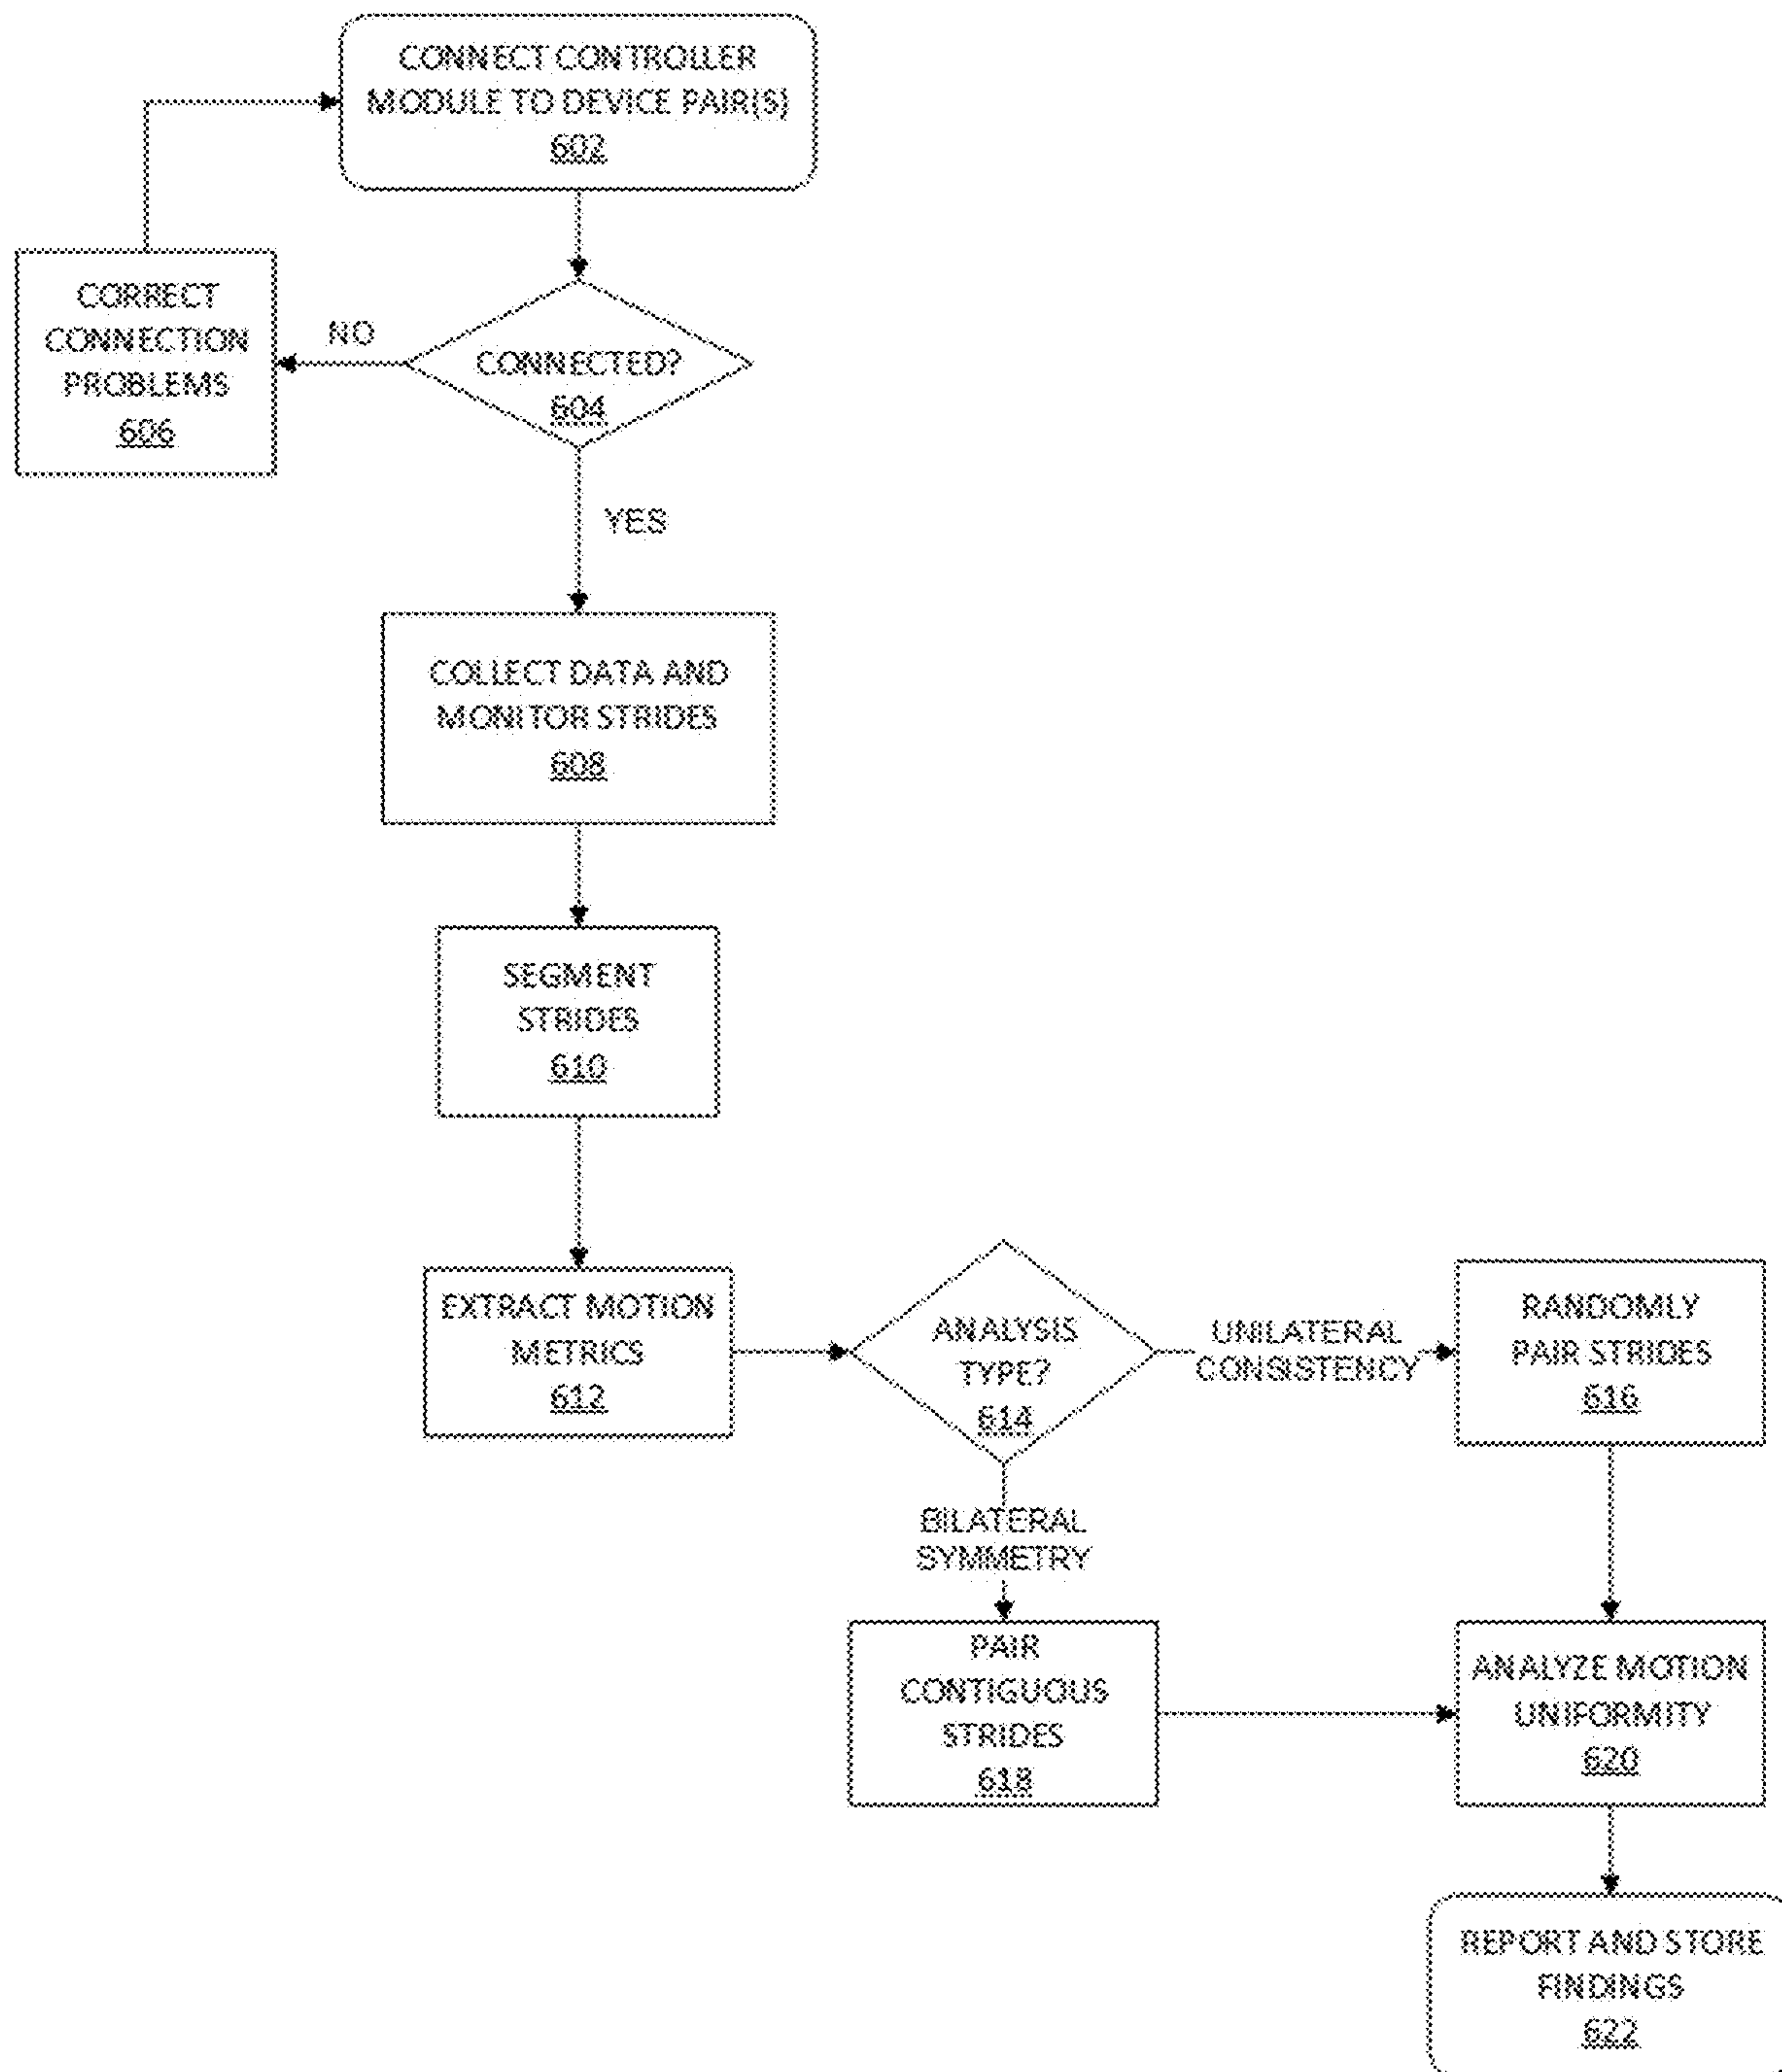 CONNECT CONTROLLER
MODULE TO DEVICE PAIR(S)
602
CORRECT
CONNECTION
PROBLEMS
606
NO
CONNECTED?
604
YES
COLLECT DATA AND
MONITOR STRIDES
608
SEGMENT
STRIDES
610
EXTRACT MOTION
METRICS
612
ANALYSIS
TYPE?
614
UNILATERAL
CONSISTENCY
RANDOMLY
PAIR STRIDES
616
BILATERAL
SYMMETRY
PAIR
CONTIGUOUS
STRIDES
618
ANALYZE MOTION
UNIFORMITY
620
REPORT AND STORE
FINDINGS
622